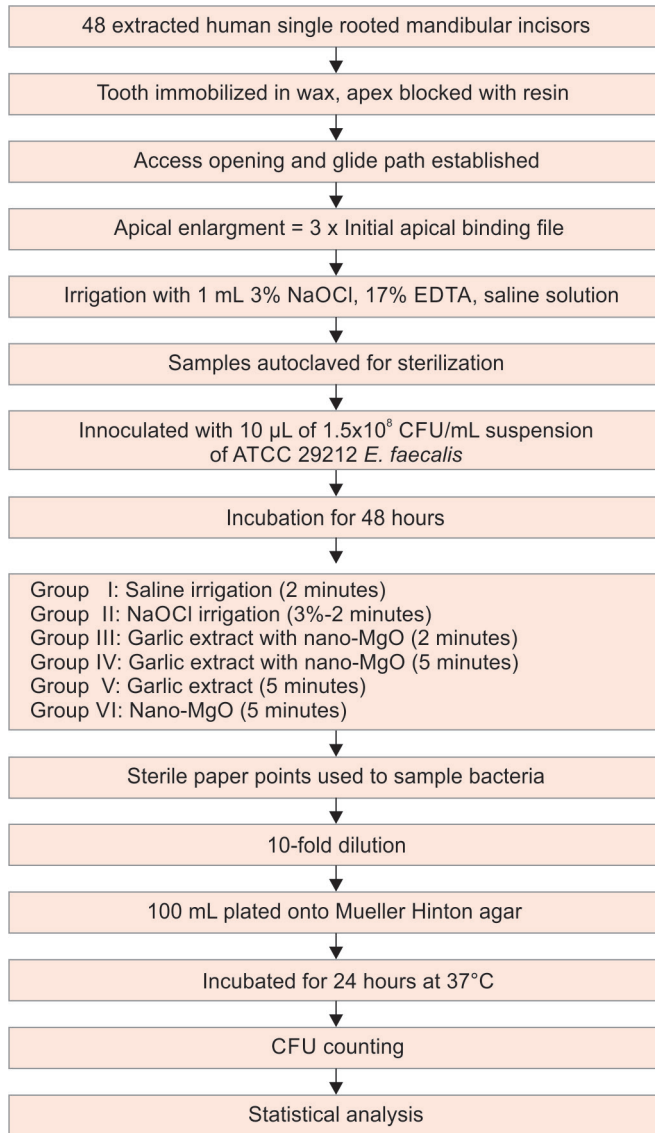 48 extracted human single rooted mandibular incisors
Tooth immobilized in wax, apex blocked with resin
Access opening and glide path established
Apical enlargment = 3 x Initial apical binding file
Irrigation with 1 mL 3% NaOCl, 17% EDTA, saline solution
Samples autoclaved for sterilization
Innoculated with 10 µL of 1.5x10⁸ CFU/mL suspension
of ATCC 29212 E. faecalis
Incubation for 48 hours
Group I: Saline irrigation (2 minutes)
Group II: NaOCl irrigation (3%-2 minutes)
Group III: Garlic extract with nano-MgO (2 minutes)
Group IV: Garlic extract with nano-MgO (5 minutes)
Group V: Garlic extract (5 minutes)
Group VI: Nano-MgO (5 minutes)
Sterile paper points used to sample bacteria
10-fold dilution
100 mL plated onto Mueller Hinton agar
Incubated for 24 hours at 37°C
CFU counting
Statistical analysis